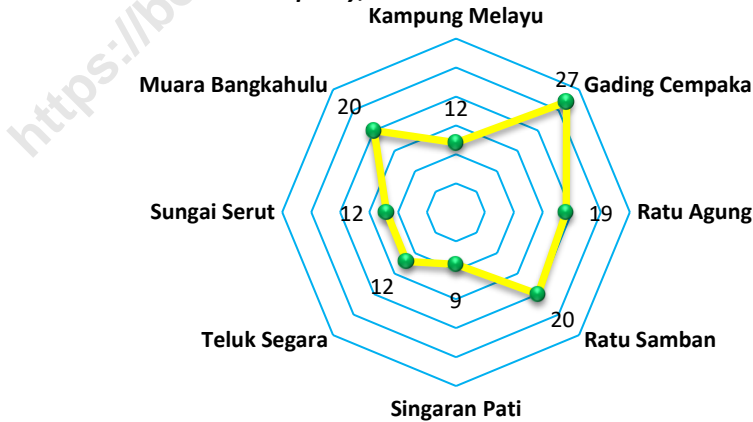 Kampung Melayu
Muara Bangkahulu
27
Gading Cempaka
20
12
Sungai Serut
12
19
Ratu Agung
12
9
20
Teluk Segara
Ratu Samban
Singaran Pati